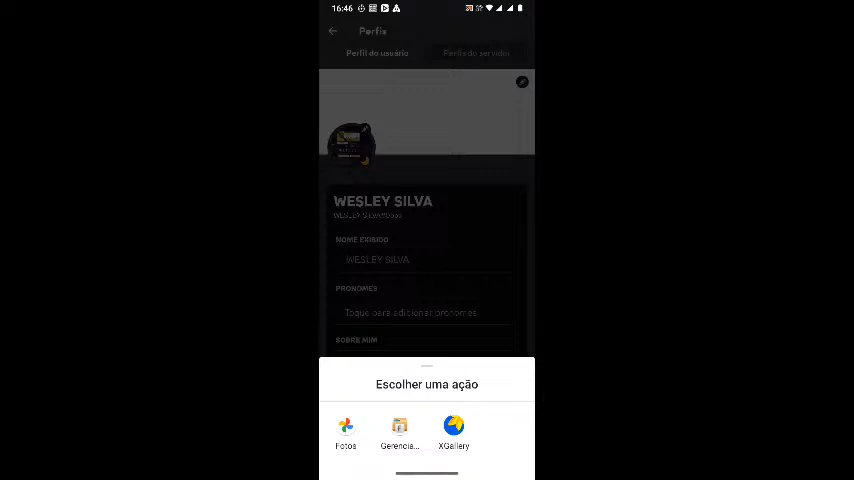 16:46
Perfis
Perfil do usuário
Perfis do servidor
WESLEY SILVA
NOME EXIBIDO
WESLEY SILVA
PRONOMES
Toque para adicionar pronomes
SOBRE MIM
Escolher uma ação
Fotos
Gerencia...
XGallery